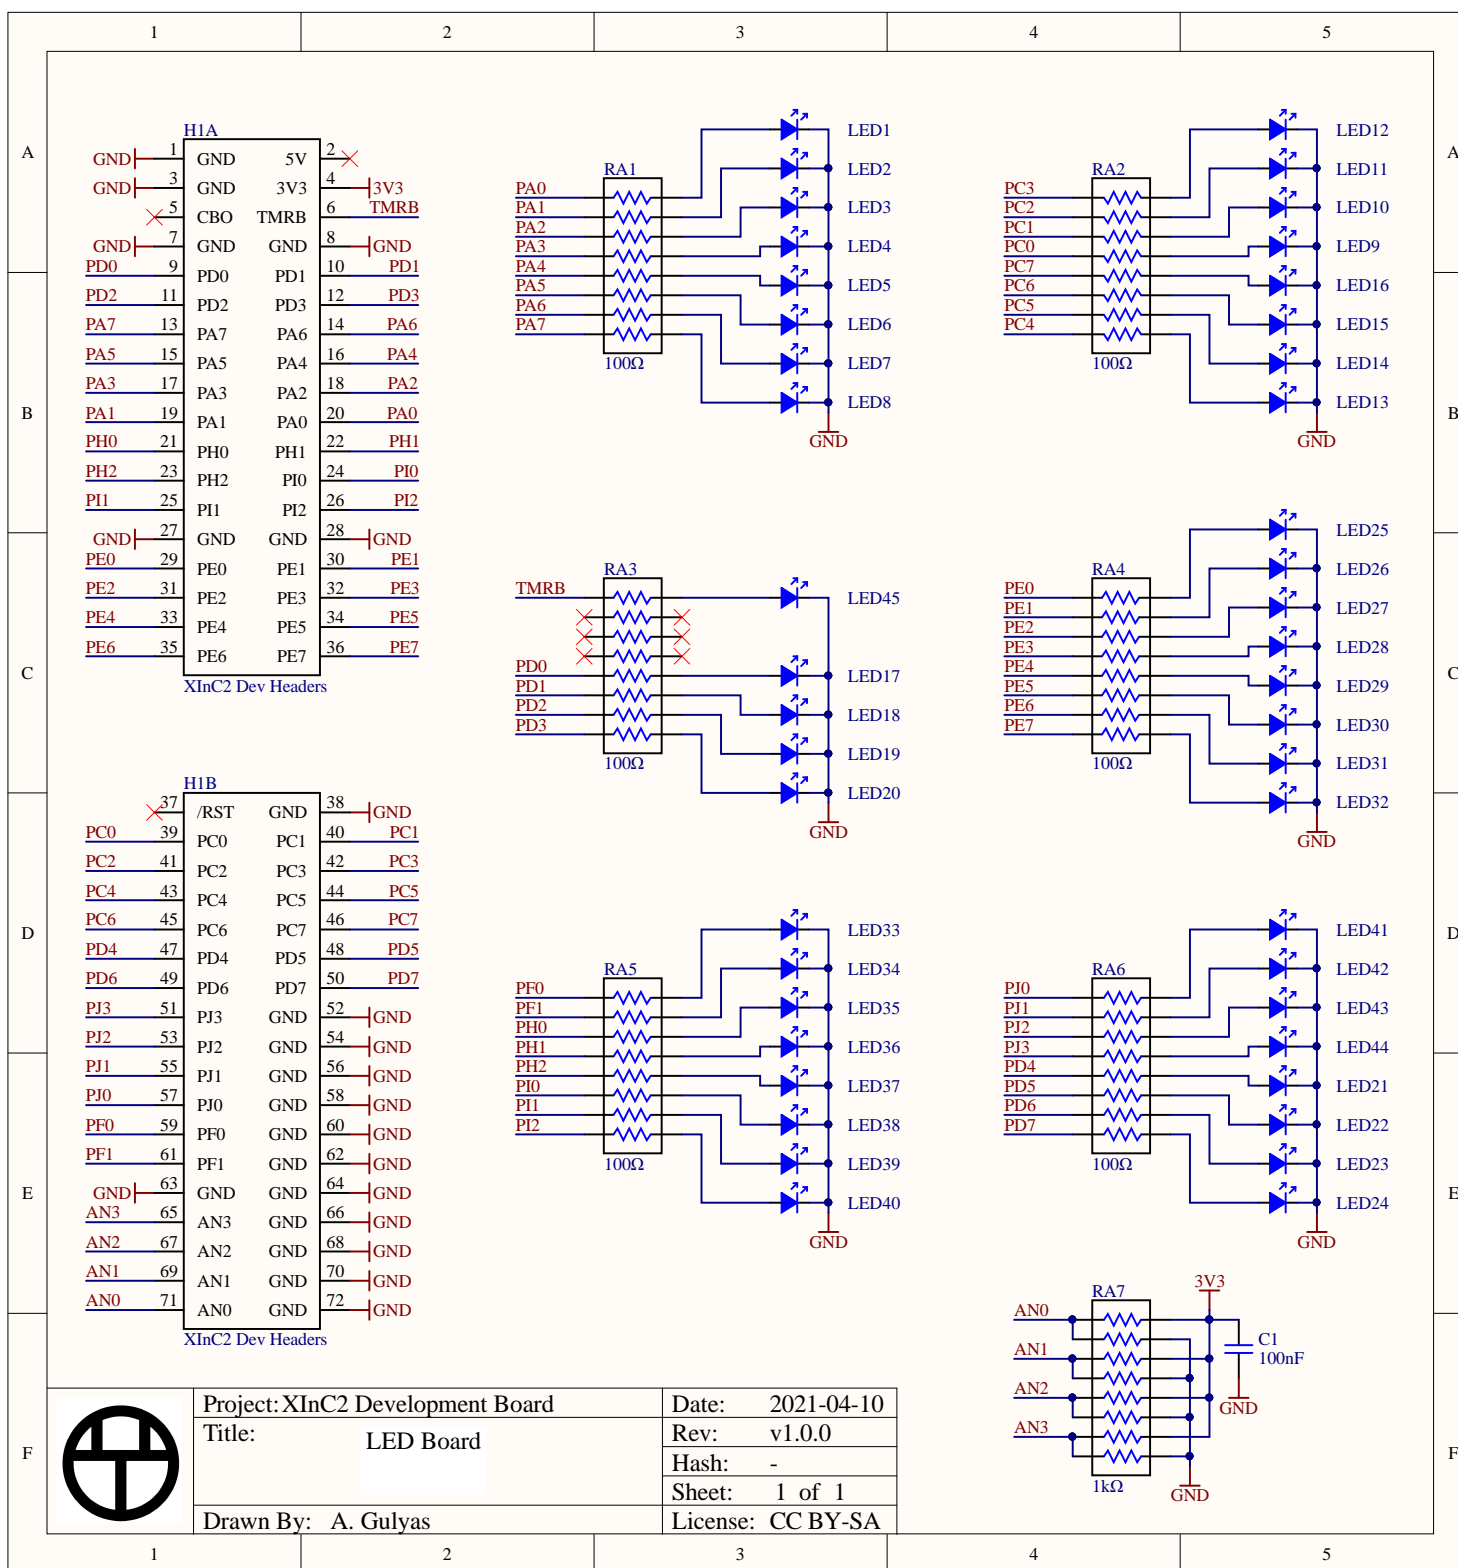 1 2 3 4 5
A A
B B
C C
D D
E E
F F
H1A
GND 1 GND 5V 2
GND 3 GND 3V3 4 3V3
5 CBO TMRB 6 TMRB
GND 7 GND GND 8 GND
PD0 9 PD0 PD1 10 PD1
PD2 11 PD2 PD3 12 PD3
PA7 13 PA7 PA6 14 PA6
PA5 15 PA5 PA4 16 PA4
PA3 17 PA3 PA2 18 PA2
PA1 19 PA1 PA0 20 PA0
PH0 21 PH0 PH1 22 PH1
PH2 23 PH2 PI0 24 PI0
PI1 25 PI1 PI2 26 PI2
GND 27 GND GND 28 GND
PE0 29 PE0 PE1 30 PE1
PE2 31 PE2 PE3 32 PE3
PE4 33 PE4 PE5 34 PE5
PE6 35 PE6 PE7 36 PE7
XInC2 Dev Headers
H1B
37 /RST GND 38 GND
PC0 39 PC0 PC1 40 PC1
PC2 41 PC2 PC3 42 PC3
PC4 43 PC4 PC5 44 PC5
PC6 45 PC6 PC7 46 PC7
PD4 47 PD4 PD5 48 PD5
PD6 49 PD6 PD7 50 PD7
PJ3 51 PJ3 GND 52 GND
PJ2 53 PJ2 GND 54 GND
PJ1 55 PJ1 GND 56 GND
PJ0 57 PJ0 GND 58 GND
PF0 59 PF0 GND 60 GND
PF1 61 PF1 GND 62 GND
GND 63 GND GND 64 GND
AN3 65 AN3 GND 66 GND
AN2 67 AN2 GND 68 GND
AN1 69 AN1 GND 70 GND
AN0 71 AN0 GND 72 GND
XInC2 Dev Headers
RA1
PA0 LED1
PA1 LED2
PA2 LED3
PA3 LED4
PA4 LED5
PA5 LED6
PA6 LED7
PA7 LED8
100Ω
GND
RA2
PC3 LED12
PC2 LED11
PC1 LED10
PC0 LED9
PC7 LED16
PC6 LED15
PC5 LED14
PC4 LED13
100Ω
GND
RA3
TMRB LED45
PD0 LED17
PD1 LED18
PD2 LED19
PD3 LED20
100Ω
GND
RA4
PE0 LED25
PE1 LED26
PE2 LED27
PE3 LED28
PE4 LED29
PE5 LED30
PE6 LED31
PE7 LED32
100Ω
GND
RA5
PF0 LED33
PF1 LED34
PH0 LED35
PH1 LED36
PH2 LED37
PI0 LED38
PI1 LED39
PI2 LED40
100Ω
GND
RA6
PJ0 LED41
PJ1 LED42
PJ2 LED43
PJ3 LED44
PD4 LED21
PD5 LED22
PD6 LED23
PD7 LED24
100Ω
GND
RA7 3V3
AN0
AN1
AN2
AN3
C1
100nF
GND
1kΩ
GND
Project: XInC2 Development Board
Title: LED Board
Drawn By: A. Gulyas
Date: 2021-04-10
Rev: v1.0.0
Hash: -
Sheet: 1 of 1
License: CC BY-SA
1 2 3 4 5